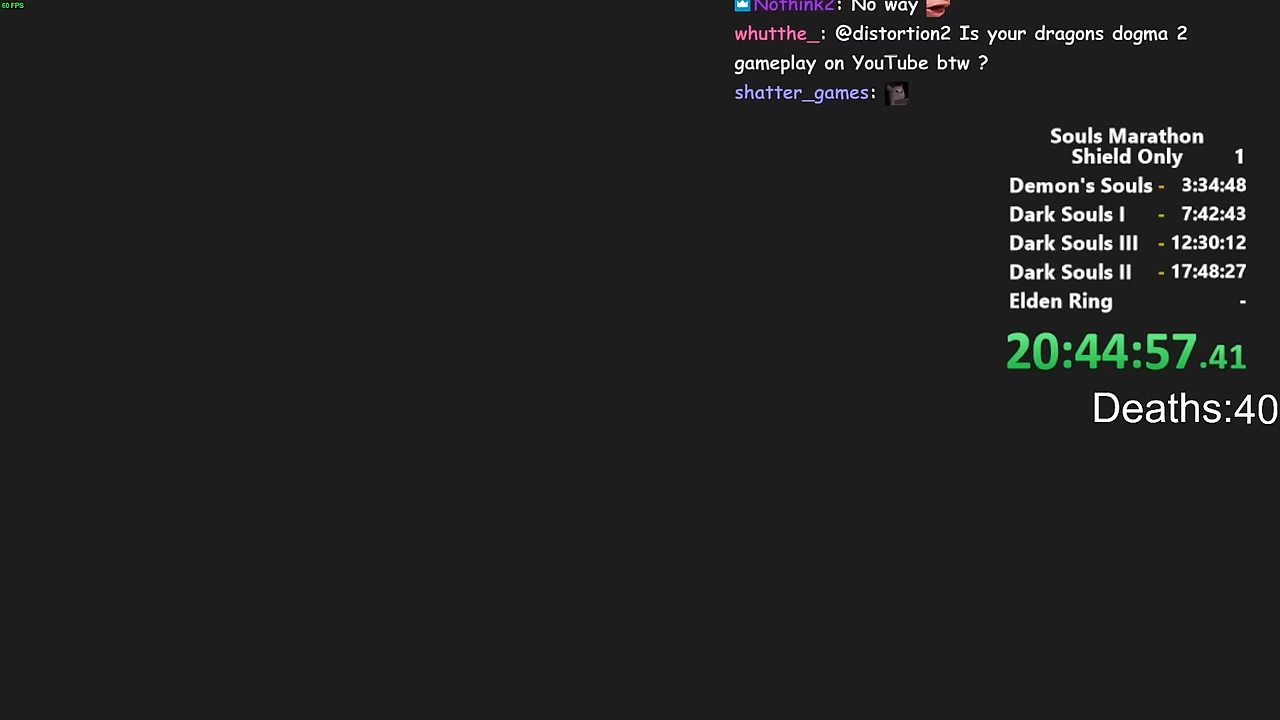 60 FPS
Nothink2: No way
whutthe_: @distortion2 Is your dragons dogma 2
gameplay on YouTube btw ?
shatter_games:
Souls Marathon
Shield Only 1
Demon's Souls - 3:34:48
Dark Souls I - 7:42:43
Dark Souls III - 12:30:12
Dark Souls II - 17:48:27
Elden Ring -
20:44:57.41
Deaths:40